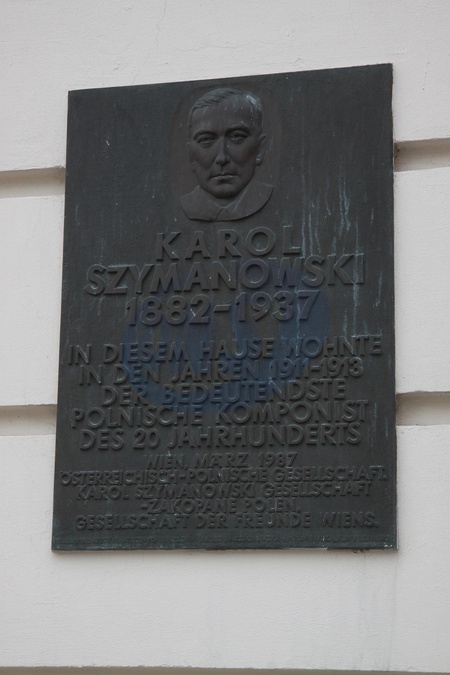 KAROL
SZYMANOWSKI
1882-1937
IN DIESEM HAUSE WOHNTE
IN DEN JAHREN 1911-1913
DER BEDEUTENDSTE
POLNISCHE KOMPONIST
DES 20 JAHRHUNDERTS
WIEN, MÄRZ 1987
ÖSTERREICHISCH-POLNISCHE GESELLSCHAFT.
KAROL SZYMANOWSKI GESELLSCHAFT
-ZAKOPANE POLEN,
GESELLSCHAFT DER FREUNDE WIENS.